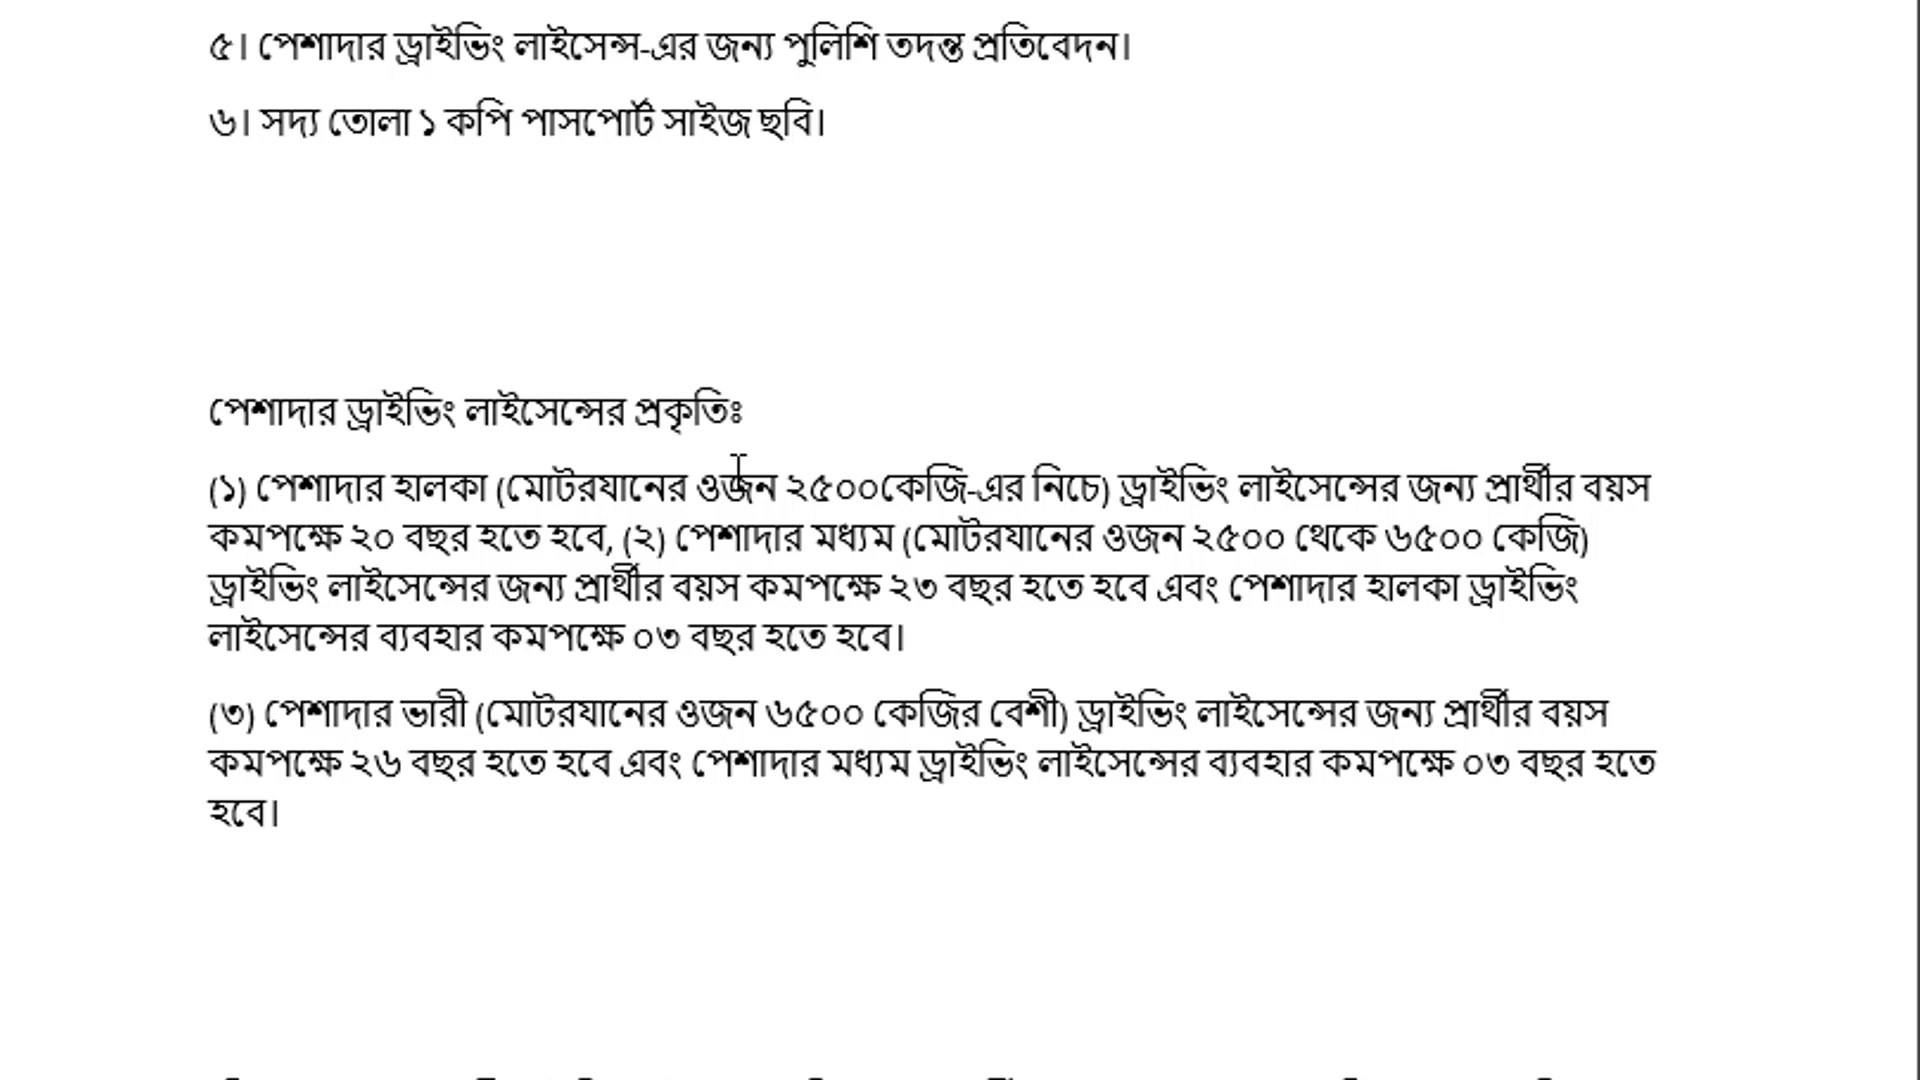 ৫। পেশাদার ড্রাইভিং লাইসেন্স-এর জন্য পুলিশি তদন্ত প্রতিবেদন।
৬। সদ্য তোলা ১ কপি পাসপোর্ট সাইজ ছবি।
পেশাদার ড্রাইভিং লাইসেন্সের প্রকৃতিঃ
(১) পেশাদার হালকা (মোটরযানের ওজন ২৫০০কেজি-এর নিচে) ড্রাইভিং লাইসেন্সের জন্য প্রার্থীর বয়স
কমপক্ষে ২০ বছর হতে হবে, (২) পেশাদার মধ্যম (মোটরযানের ওজন ২৫০০ থেকে ৬৫০০ কেজি)
ড্রাইভিং লাইসেন্সের জন্য প্রার্থীর বয়স কমপক্ষে ২৩ বছর হতে হবে এবং পেশাদার হালকা ড্রাইভিং
লাইসেন্সের ব্যবহার কমপক্ষে ০৩ বছর হতে হবে।
(৩) পেশাদার ভারী (মোটরযানের ওজন ৬৫০০ কেজির বেশী) ড্রাইভিং লাইসেন্সের জন্য প্রার্থীর বয়স
কমপক্ষে ২৬ বছর হতে হবে এবং পেশাদার মধ্যম ড্রাইভিং লাইসেন্সের ব্যবহার কমপক্ষে ০৩ বছর হতে
হবে।